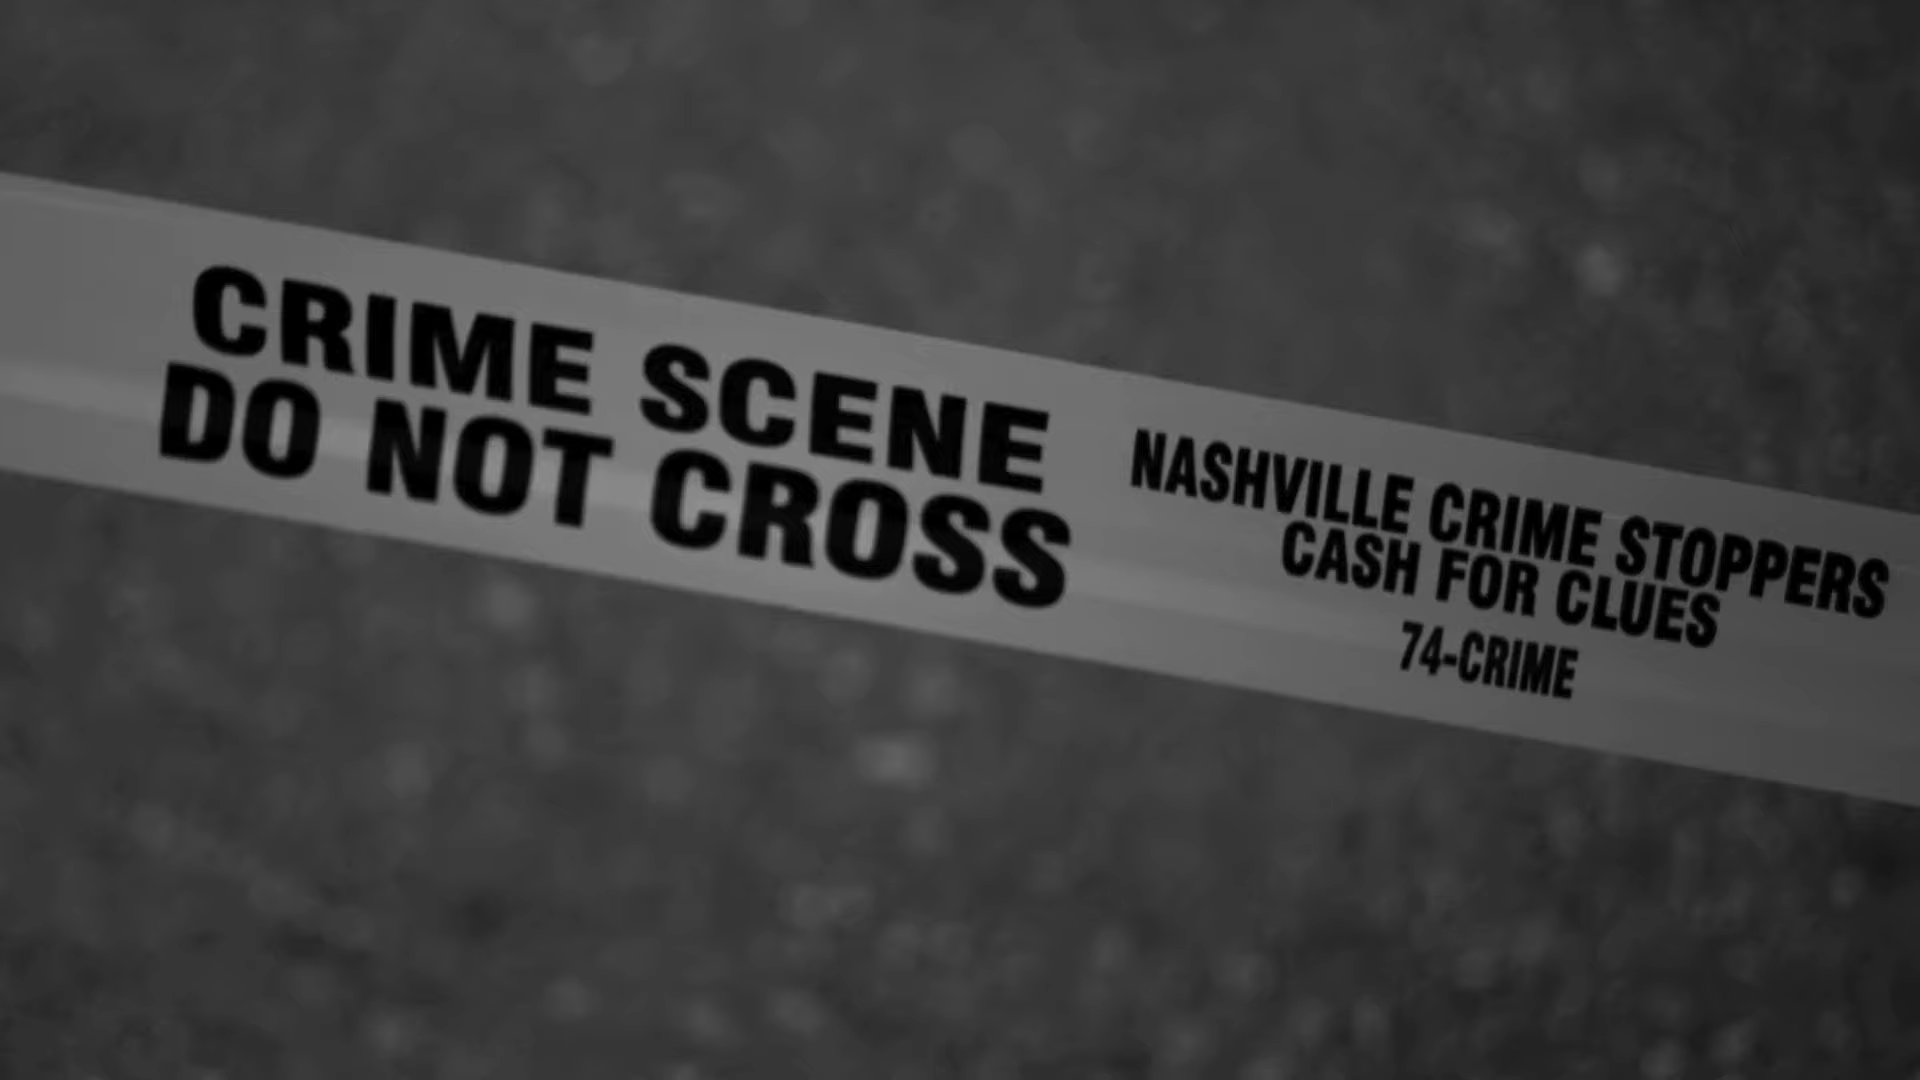 CRIME SCENE
DO NOT CROSS
NASHVILLE CRIME STOPPERS
CASH FOR CLUES
74-CRIME